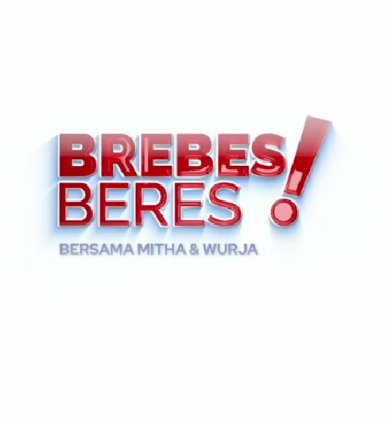 BREBES
BERES !
BERSAMA MITHA & WURJA